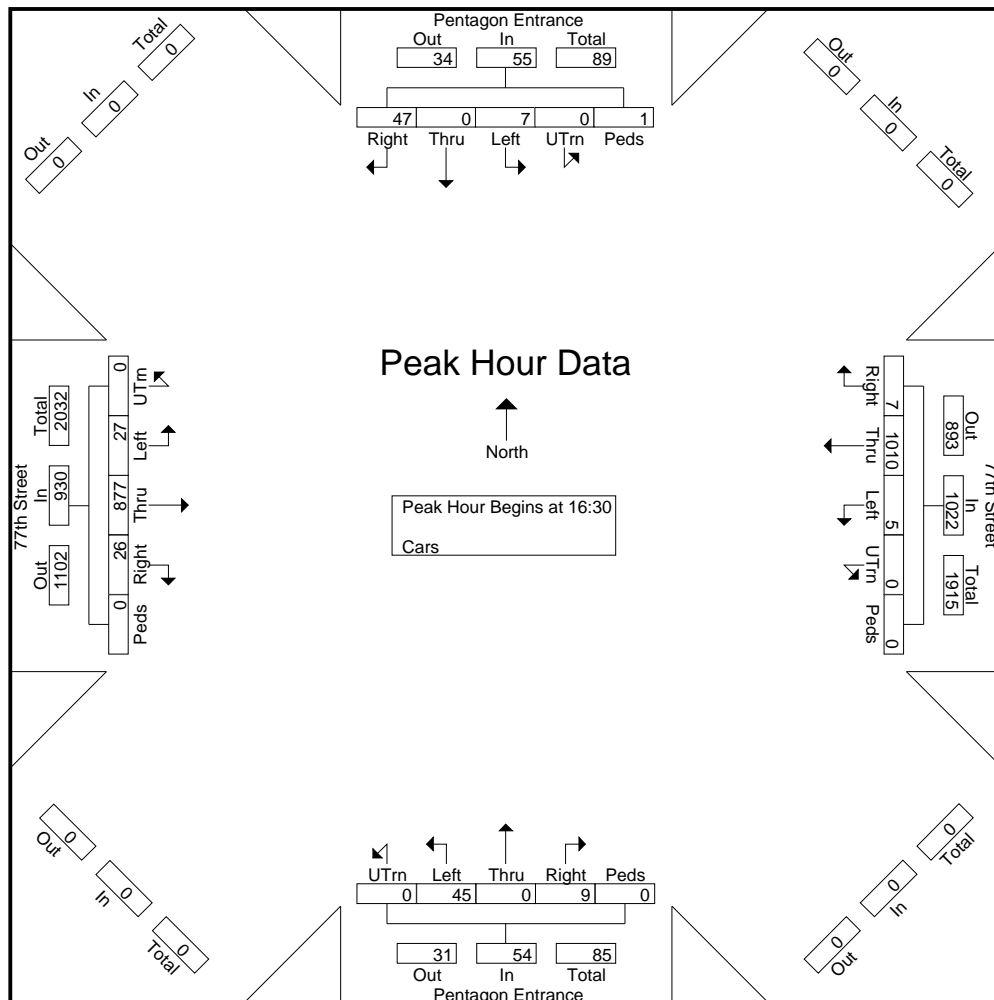 Pentagon Entrance
Out In Total
34 55 89
47 0 7 0 1
Right Thru Left UTrn Peds
Total
0
In
0
Out
0
Out
0
In
0
Total
0
Peak Hour Data
North
Peak Hour Begins at 16:30
Cars
77th Street
Out In Total
1102 930 2032
Peds Right Thru Left UTrn
0 26 877 27 0
77th Street
Out In Total
893 1022 1915
Right Thru Left UTrn Peds
7 1010 5 0 0
Out
0
In
0
Total
0
Total
0
In
0
Out
0
UTrn Left Thru Right Peds
0 45 0 9 0
31 54 85
Out In Total
Pentagon Entrance